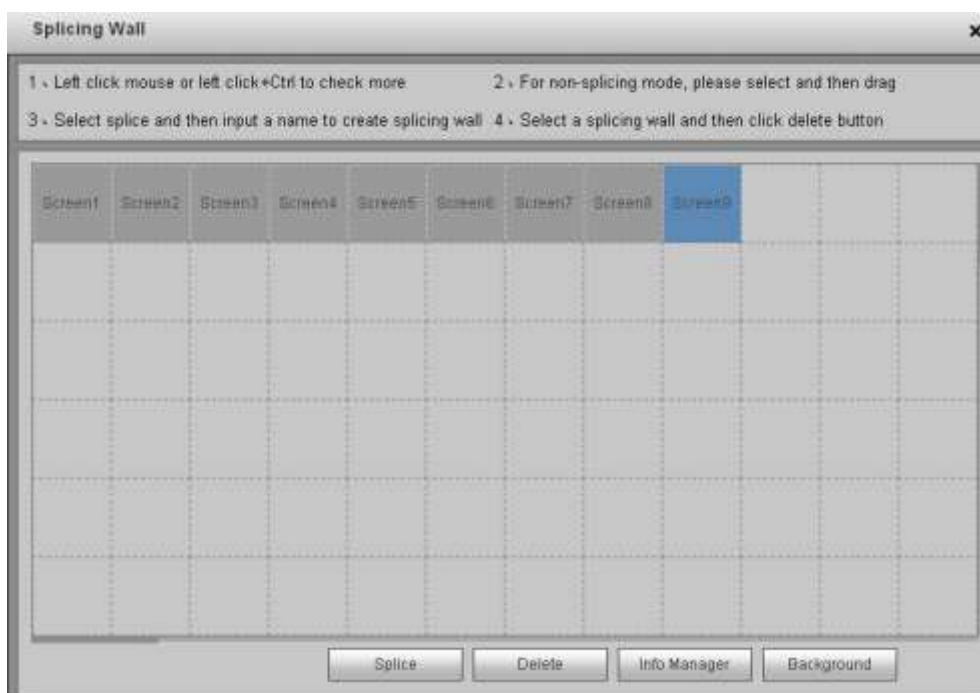 Splicing Wall
1、Left click mouse or left click+Ctrl to check more 2、For non-splicing mode, please select and then drag
3、Select splice and then input a name to create splicing wall 4、Select a splicing wall and then click delete button
Screen1 Screen2 Screen3 Screen4 Screen5 Screen6 Screen7 Screen8 Screen9
Splice Delete Info Manager Background